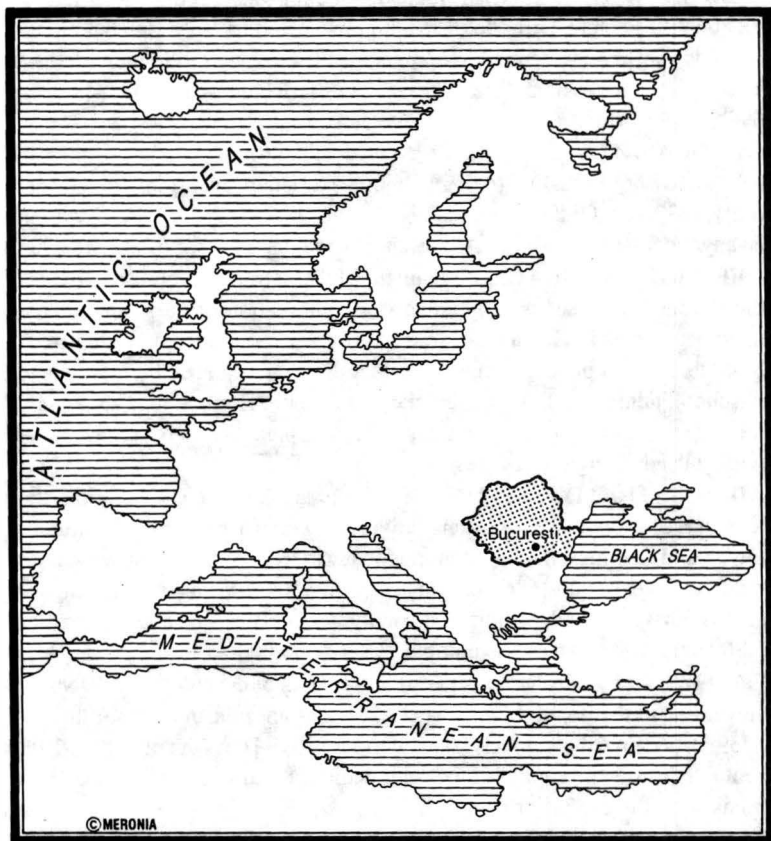 ATLANTIC OCEAN
București
BLACK SEA
MEDITERRANEAN SEA
©MERONIA